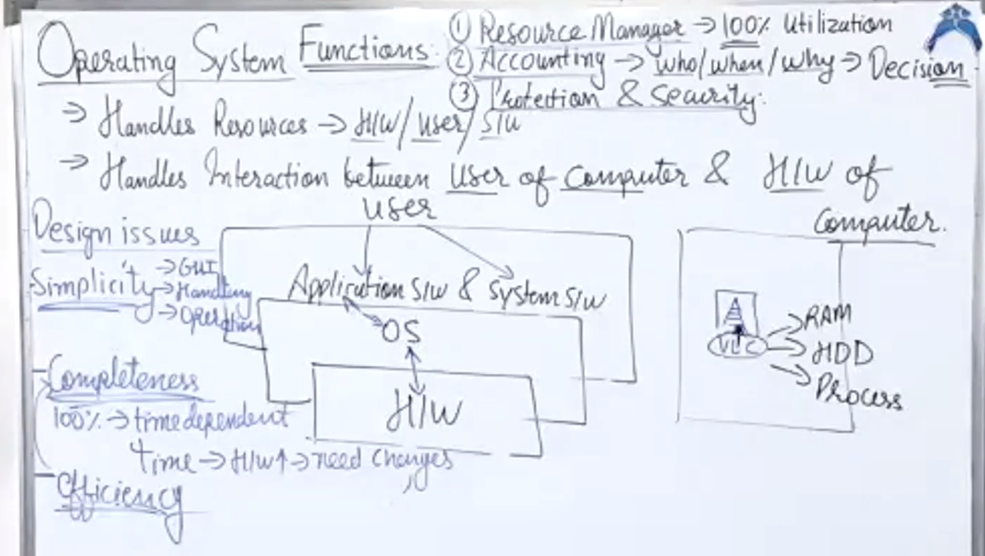 Operating System Functions:
① Resource Manager → 100% Utilization
② Accounting → Who/when/why → Decision
③ Protection & Security:
→ Handles Resources → H/W/user/S/W
→ Handles Interaction between User of Computer & H/W of Computer.
Design issues
Simplicity → GUI
→ Handling
→ Operation
Completeness
100% → time dependent
time → H/W↑ → need changes
Efficiency
user
Application S/W & System S/W
OS
H/W
VLC
→ RAM
→ HDD
→ Process